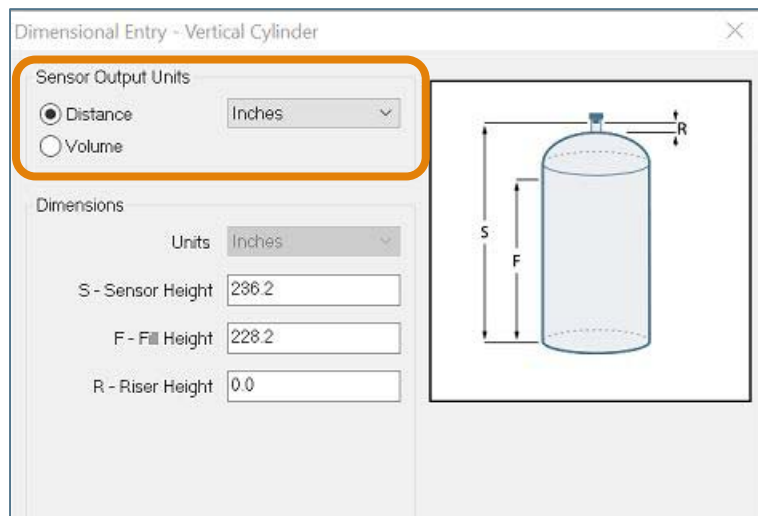 Dimensional Entry - Vertical Cylinder
Sensor Output Units
Distance
Inches
Volume
Dimensions
Units
Inches
S - Sensor Height
236.2
F - Fill Height
228.2
R - Riser Height
0.0
R
S
F